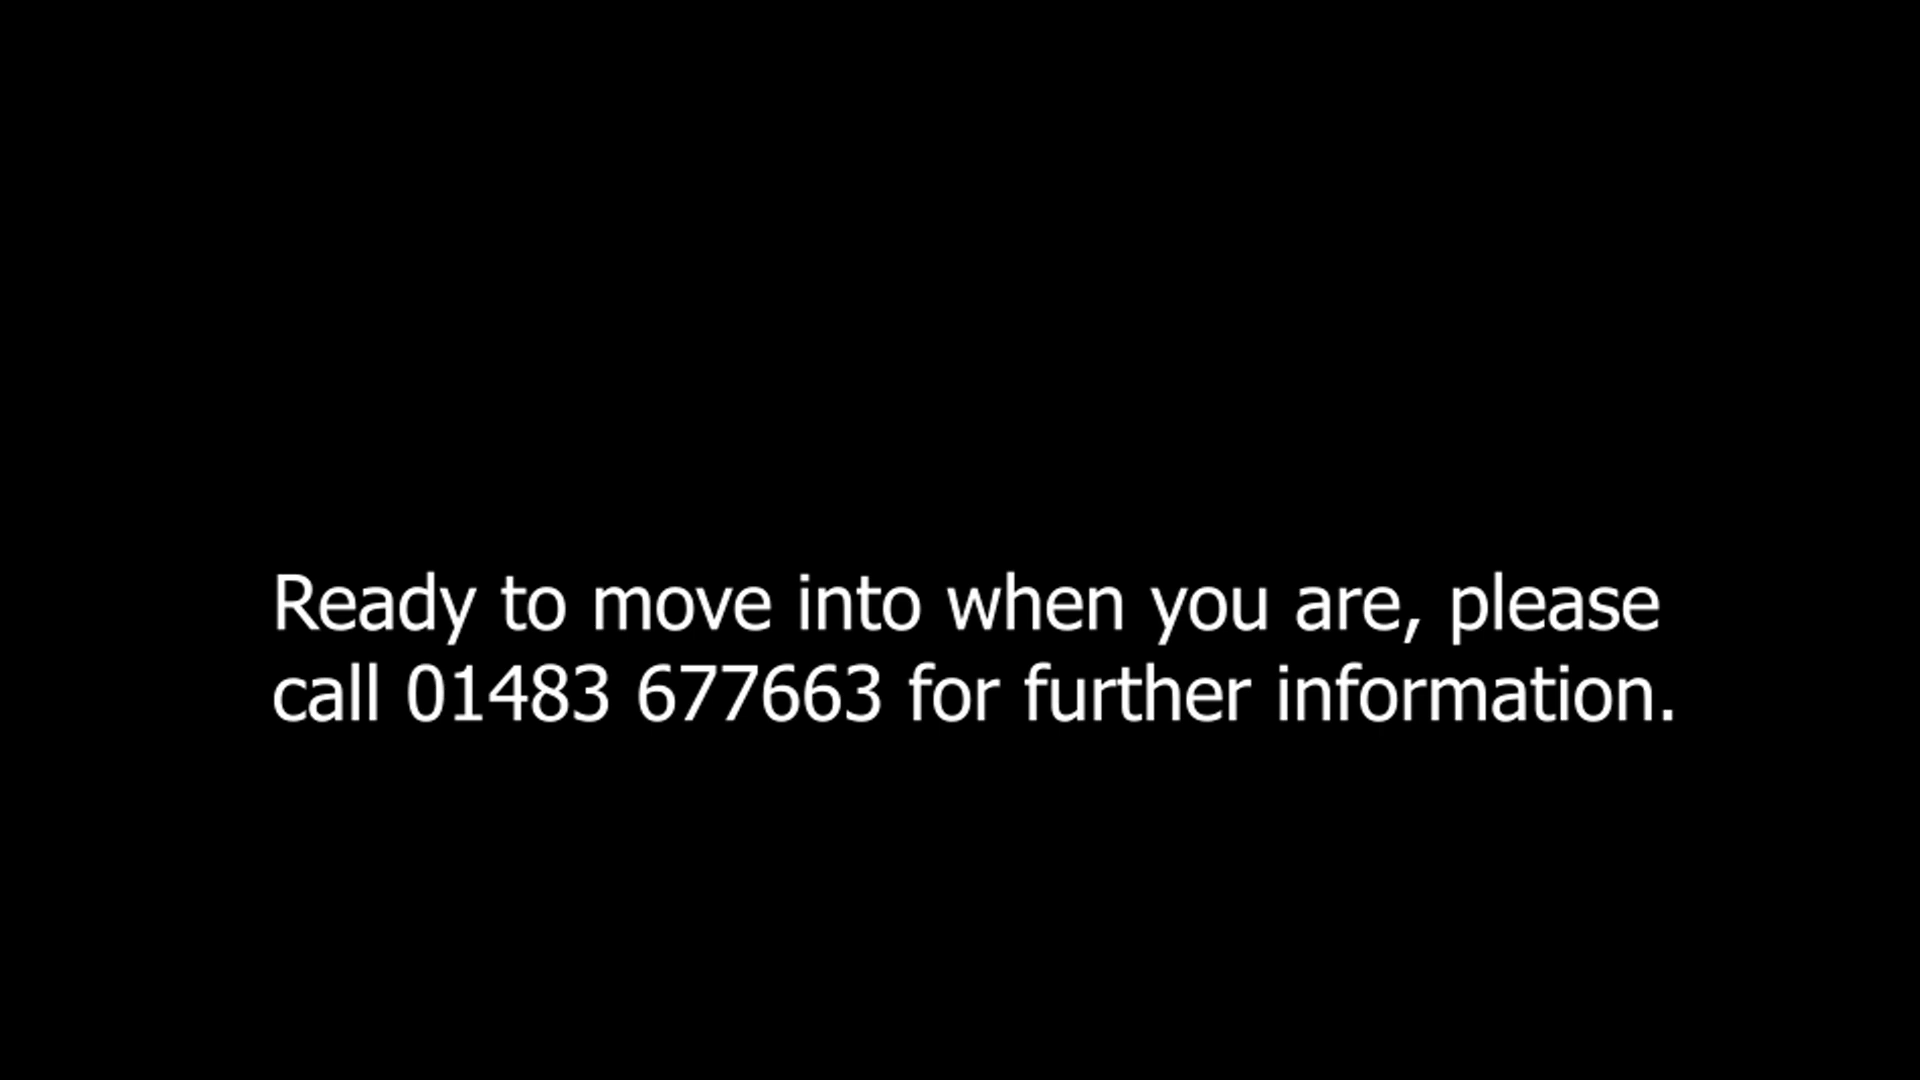 Ready to move into when you are, please
call 01483 677663 for further information.